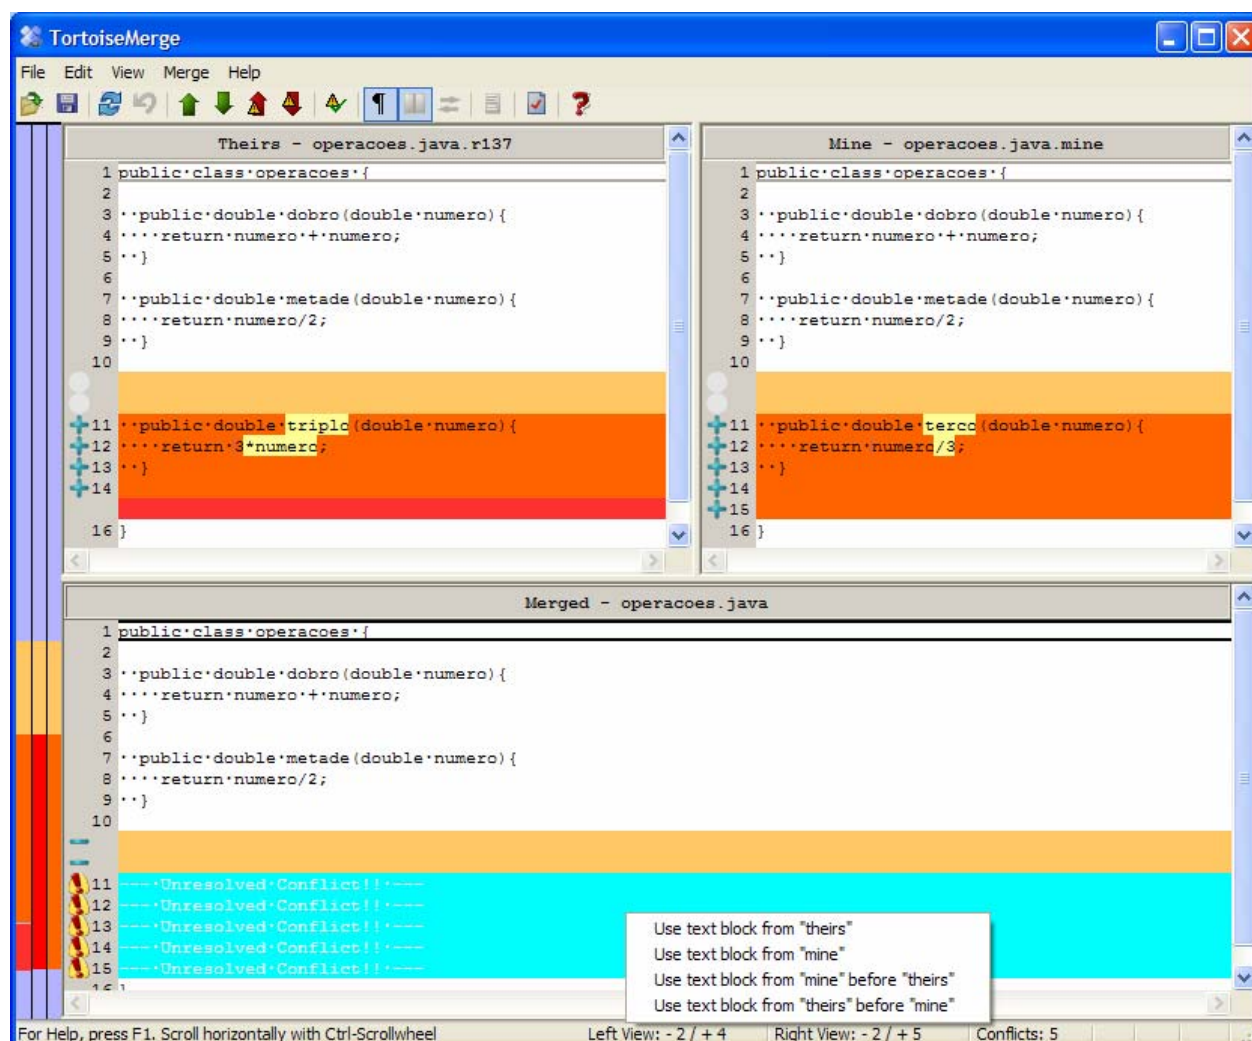 TortoiseMerge
File Edit View Merge Help
Theirs - operacoes.java.r137
1 public·class·operacoes·{
2
3 ··public·double·dobro(double·numero){
4 ····return·numero·+·numero;
5 ··}
6
7 ··public·double·metade(double·numero){
8 ····return·numero/2;
9 ··}
10
11 ··public·double·triplo(double·numero){
12 ····return·3*numero;
13 ··}
14
16 }
Mine - operacoes.java.mine
1 public·class·operacoes·{
2
3 ··public·double·dobro(double·numero){
4 ····return·numero·+·numero;
5 ··}
6
7 ··public·double·metade(double·numero){
8 ····return·numero/2;
9 ··}
10
11 ··public·double·terco(double·numero){
12 ····return·numero/3;
13 ··}
14
15
16 }
Merged - operacoes.java
1 public·class·operacoes·{
2
3 ··public·double·dobro(double·numero){
4 ····return·numero·+·numero;
5 ··}
6
7 ··public·double·metade(double·numero){
8 ····return·numero/2;
9 ··}
10
11 ---·Unresolved·Conflict!!·---
12 ---·Unresolved·Conflict!!·---
13 ---·Unresolved·Conflict!!·---
14 ---·Unresolved·Conflict!!·---
15 ---·Unresolved·Conflict!!·---
16 }
Use text block from "theirs"
Use text block from "mine"
Use text block from "mine" before "theirs"
Use text block from "theirs" before "mine"
For Help, press F1. Scroll horizontally with Ctrl-Scrollwheel Left View: - 2 / + 4 Right View: - 2 / + 5 Conflicts: 5